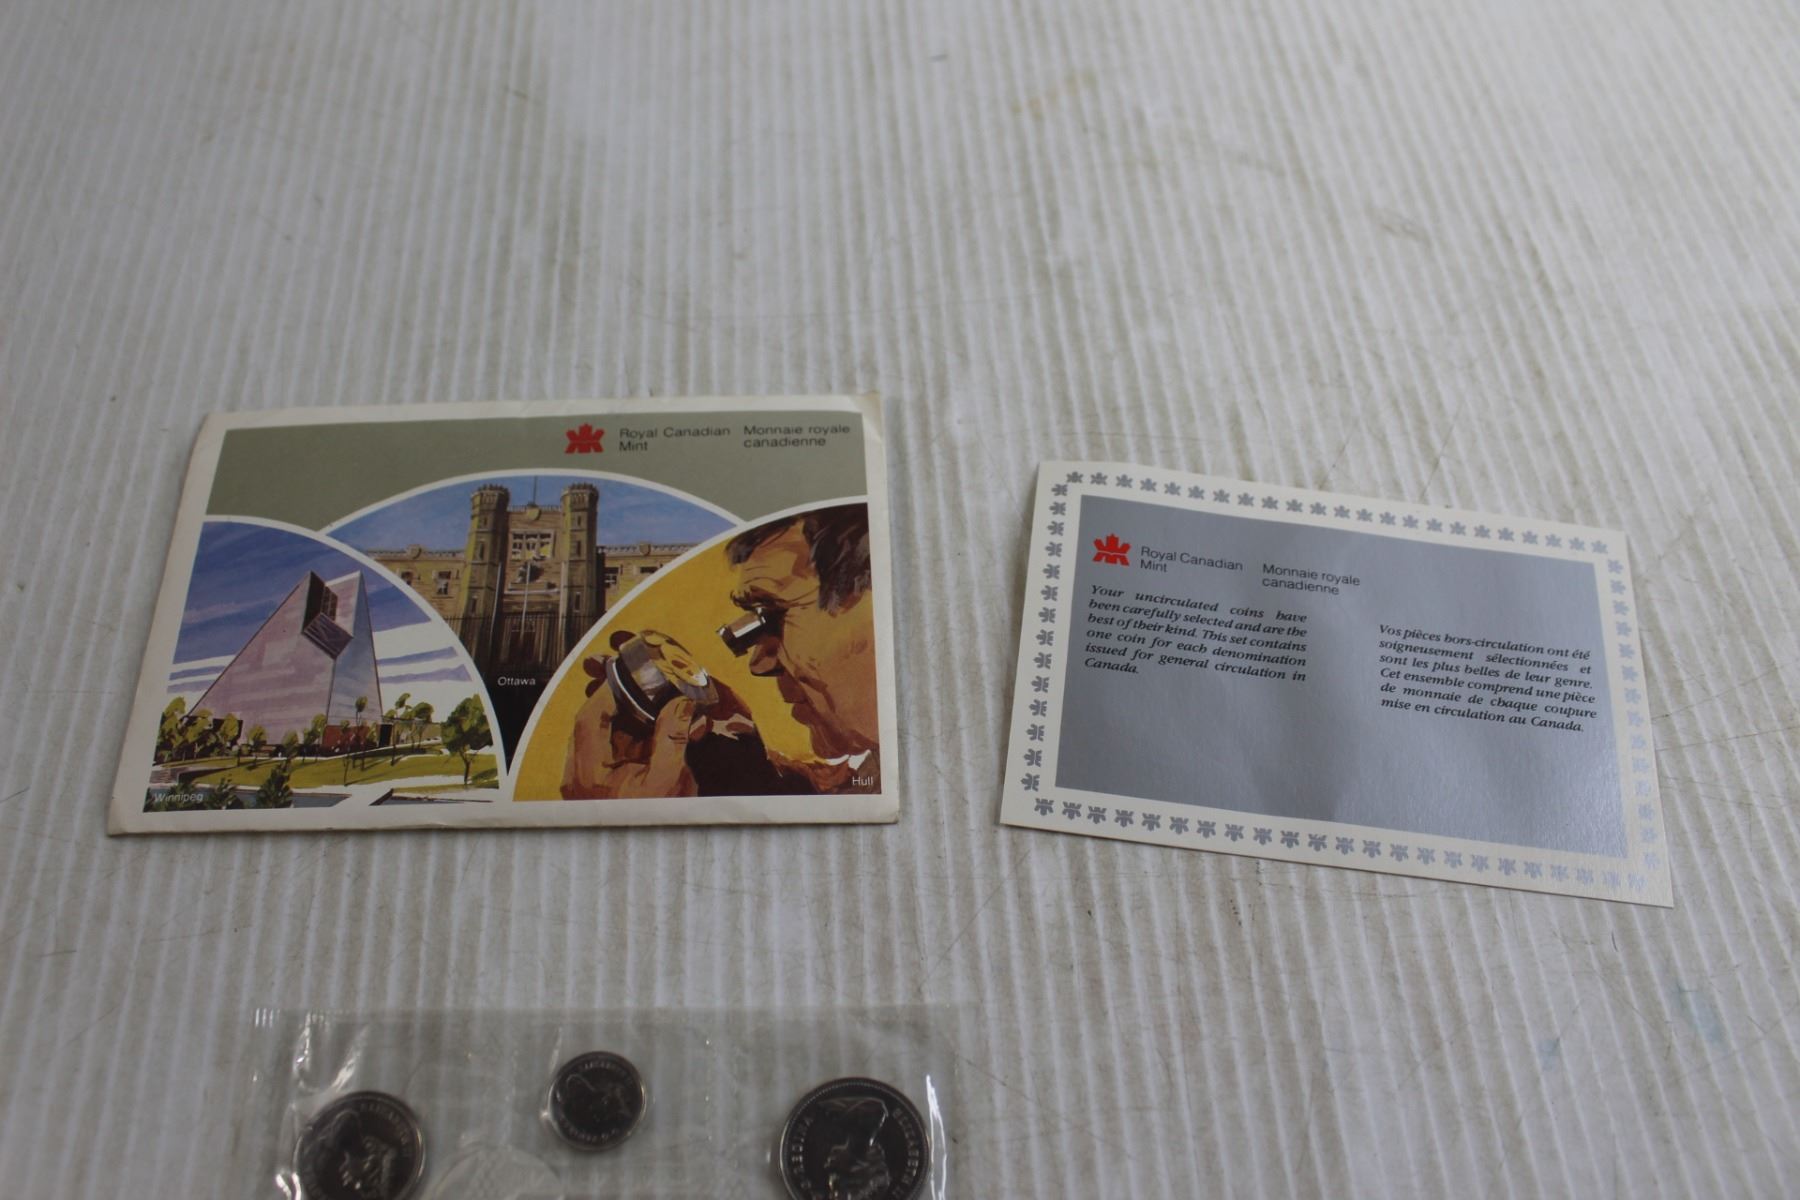 Royal Canadian Monnaie royale
Mint canadienne
Ottawa
Winnipeg
Hull
Royal Canadian Monnaie royale
Mint canadienne
Your uncirculated coins have
been carefully selected and are the
best of their kind. This set contains
one coin for each denomination
issued for general circulation in
Canada.
Vos pièces hors-circulation ont été
soigneusement sélectionnées et
sont les plus belles de leur genre.
Cet ensemble comprend une pièce
de monnaie de chaque coupure
mise en circulation au Canada.
REGINA